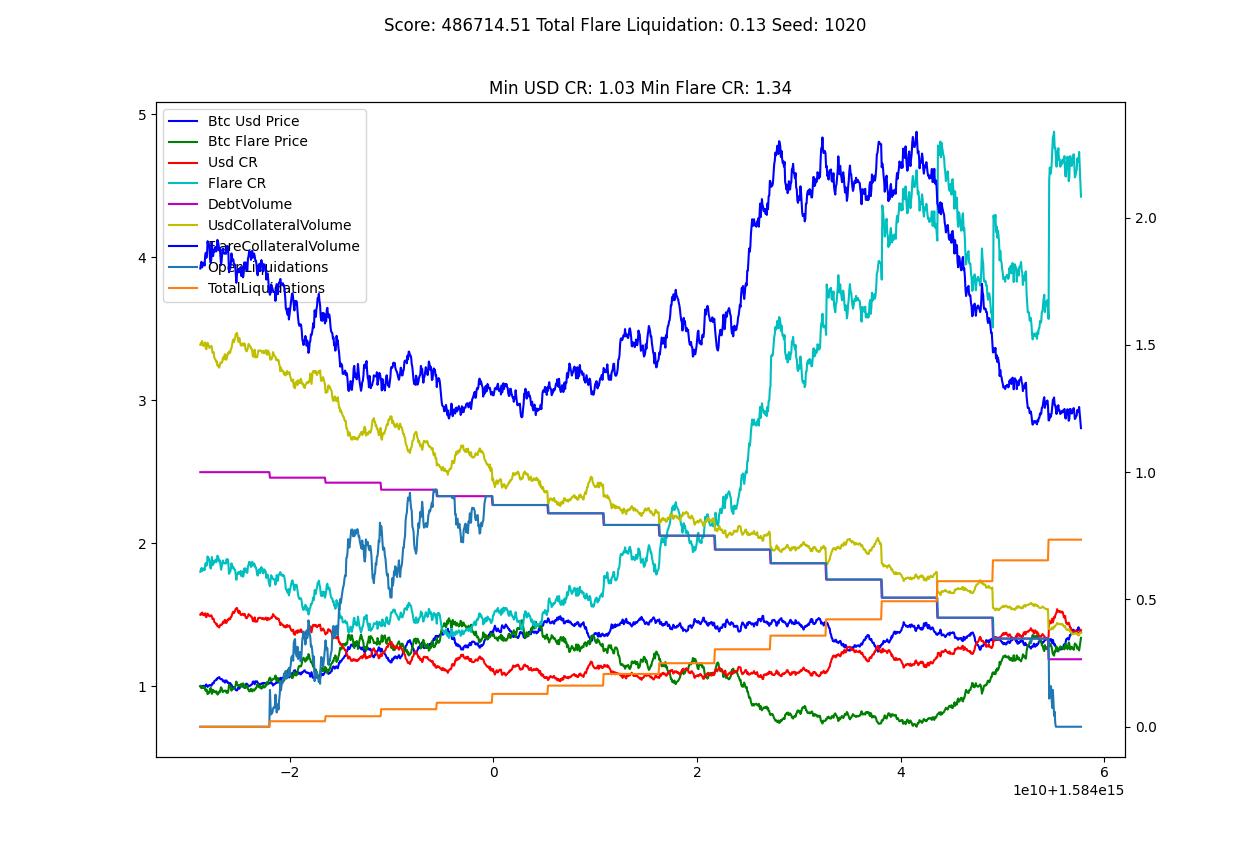 Score: 486714.51 Total Flare Liquidation: 0.13 Seed: 1020
Min USD CR: 1.03 Min Flare CR: 1.34
Btc Usd Price
Btc Flare Price
Usd CR
Flare CR
DebtVolume
UsdCollateralVolume
FlareCollateralVolume
OpenLiquidations
TotalLiquidations
5
4
3
2
1
2.0
1.5
1.0
0.5
0.0
−2
0
2
4
6
1e10+1.584e15